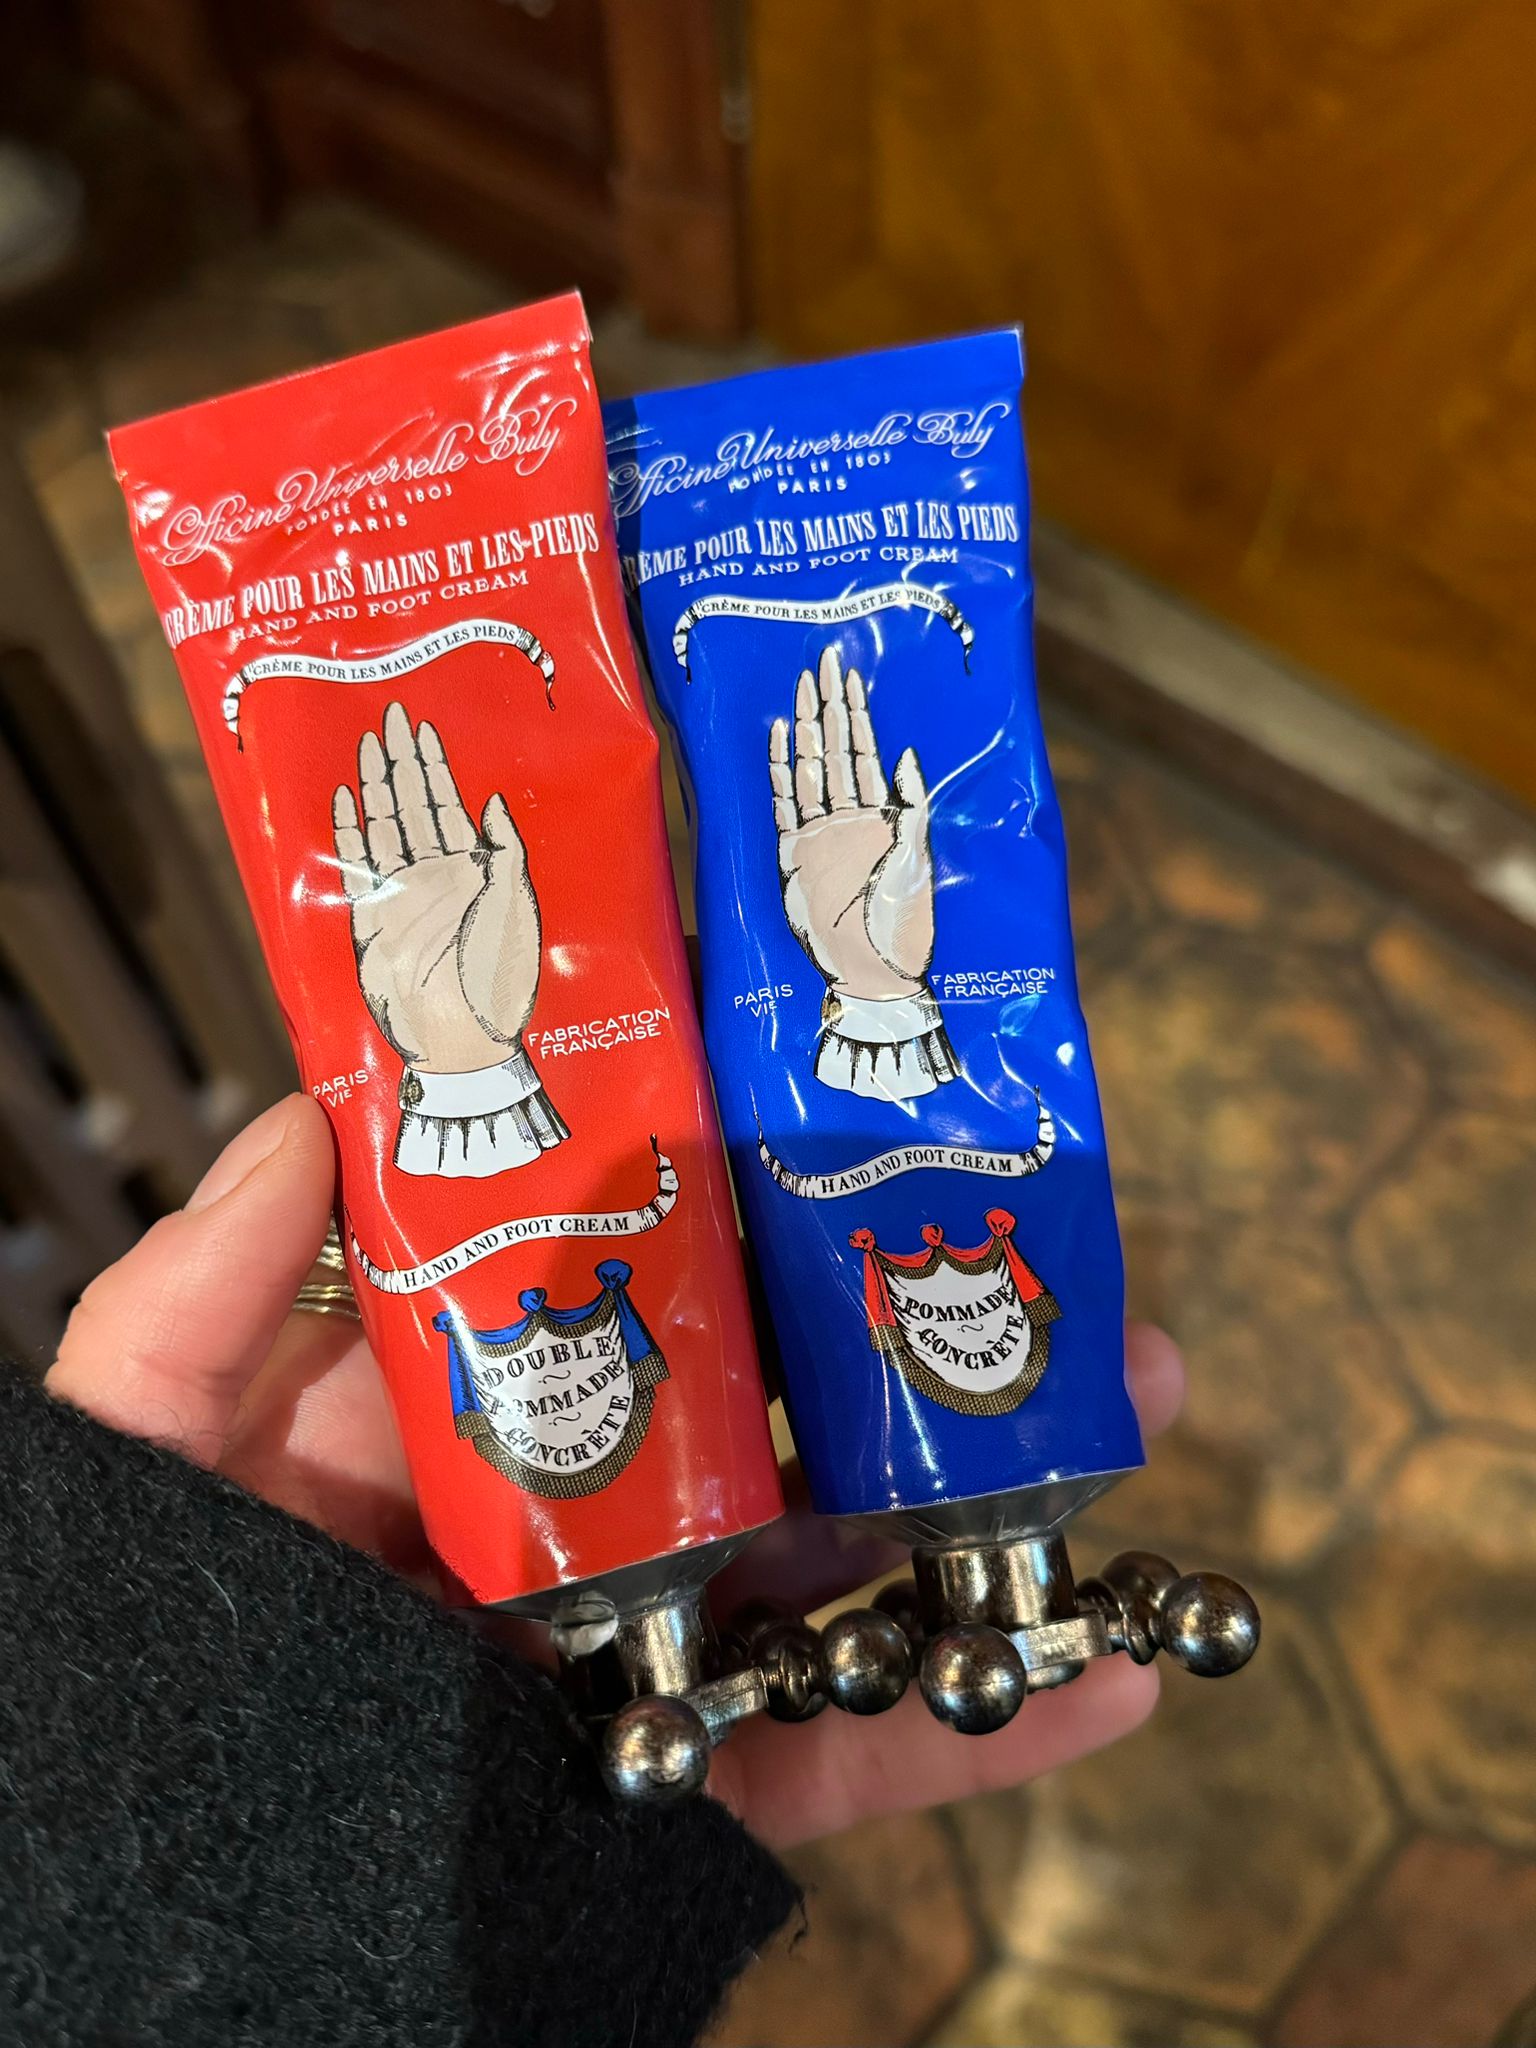 Officine Universelle Buly
FONDÉE EN 1803
PARIS
CRÈME POUR LES MAINS ET LES PIEDS
HAND AND FOOT CREAM
CRÈME POUR LES MAINS ET LES PIEDS
PARIS
VIE
FABRICATION
FRANÇAISE
HAND AND FOOT CREAM
DOUBLE
POMMADE
CONCRÈTE
Officine Universelle Buly
FONDÉE EN 1803
PARIS
CRÈME POUR LES MAINS ET LES PIEDS
HAND AND FOOT CREAM
CRÈME POUR LES MAINS ET LES PIEDS
PARIS
VIE
FABRICATION
FRANÇAISE
HAND AND FOOT CREAM
POMMADE
CONCRÈTE